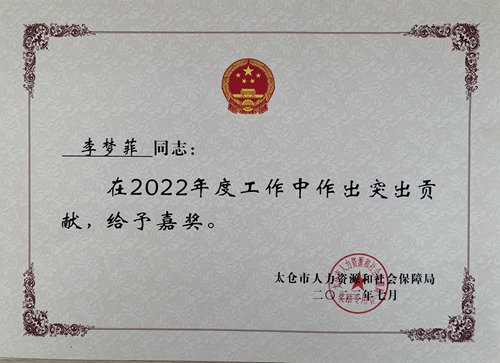 李梦菲 同志：
在2022年度工作中作出突出贡
献，给予嘉奖。
太仓市人力资源和社会保障局
二〇二三年七月